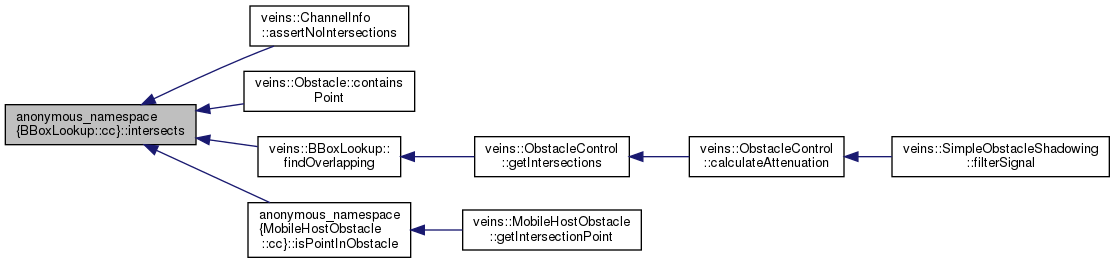 veins::ChannelInfo
::assertNoIntersections
veins::Obstacle::contains
Point
anonymous_namespace
{BBoxLookup::cc}::intersects
veins::BBoxLookup::
findOverlapping
veins::ObstacleControl
::getIntersections
veins::ObstacleControl
::calculateAttenuation
veins::SimpleObstacleShadowing
::filterSignal
anonymous_namespace
{MobileHostObstacle
::cc}::isPointInObstacle
veins::MobileHostObstacle
::getIntersectionPoint